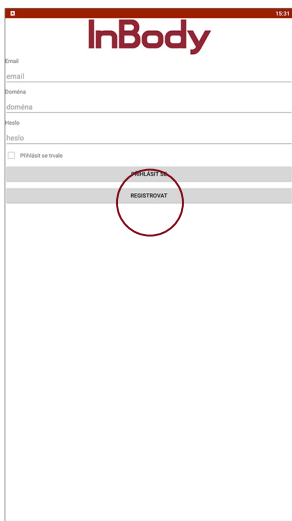 15:31
InBody
Email
email
Doména
doména
Heslo
heslo
Přihlásit se trvale
PŘIHLÁSIT SE
REGISTROVAT